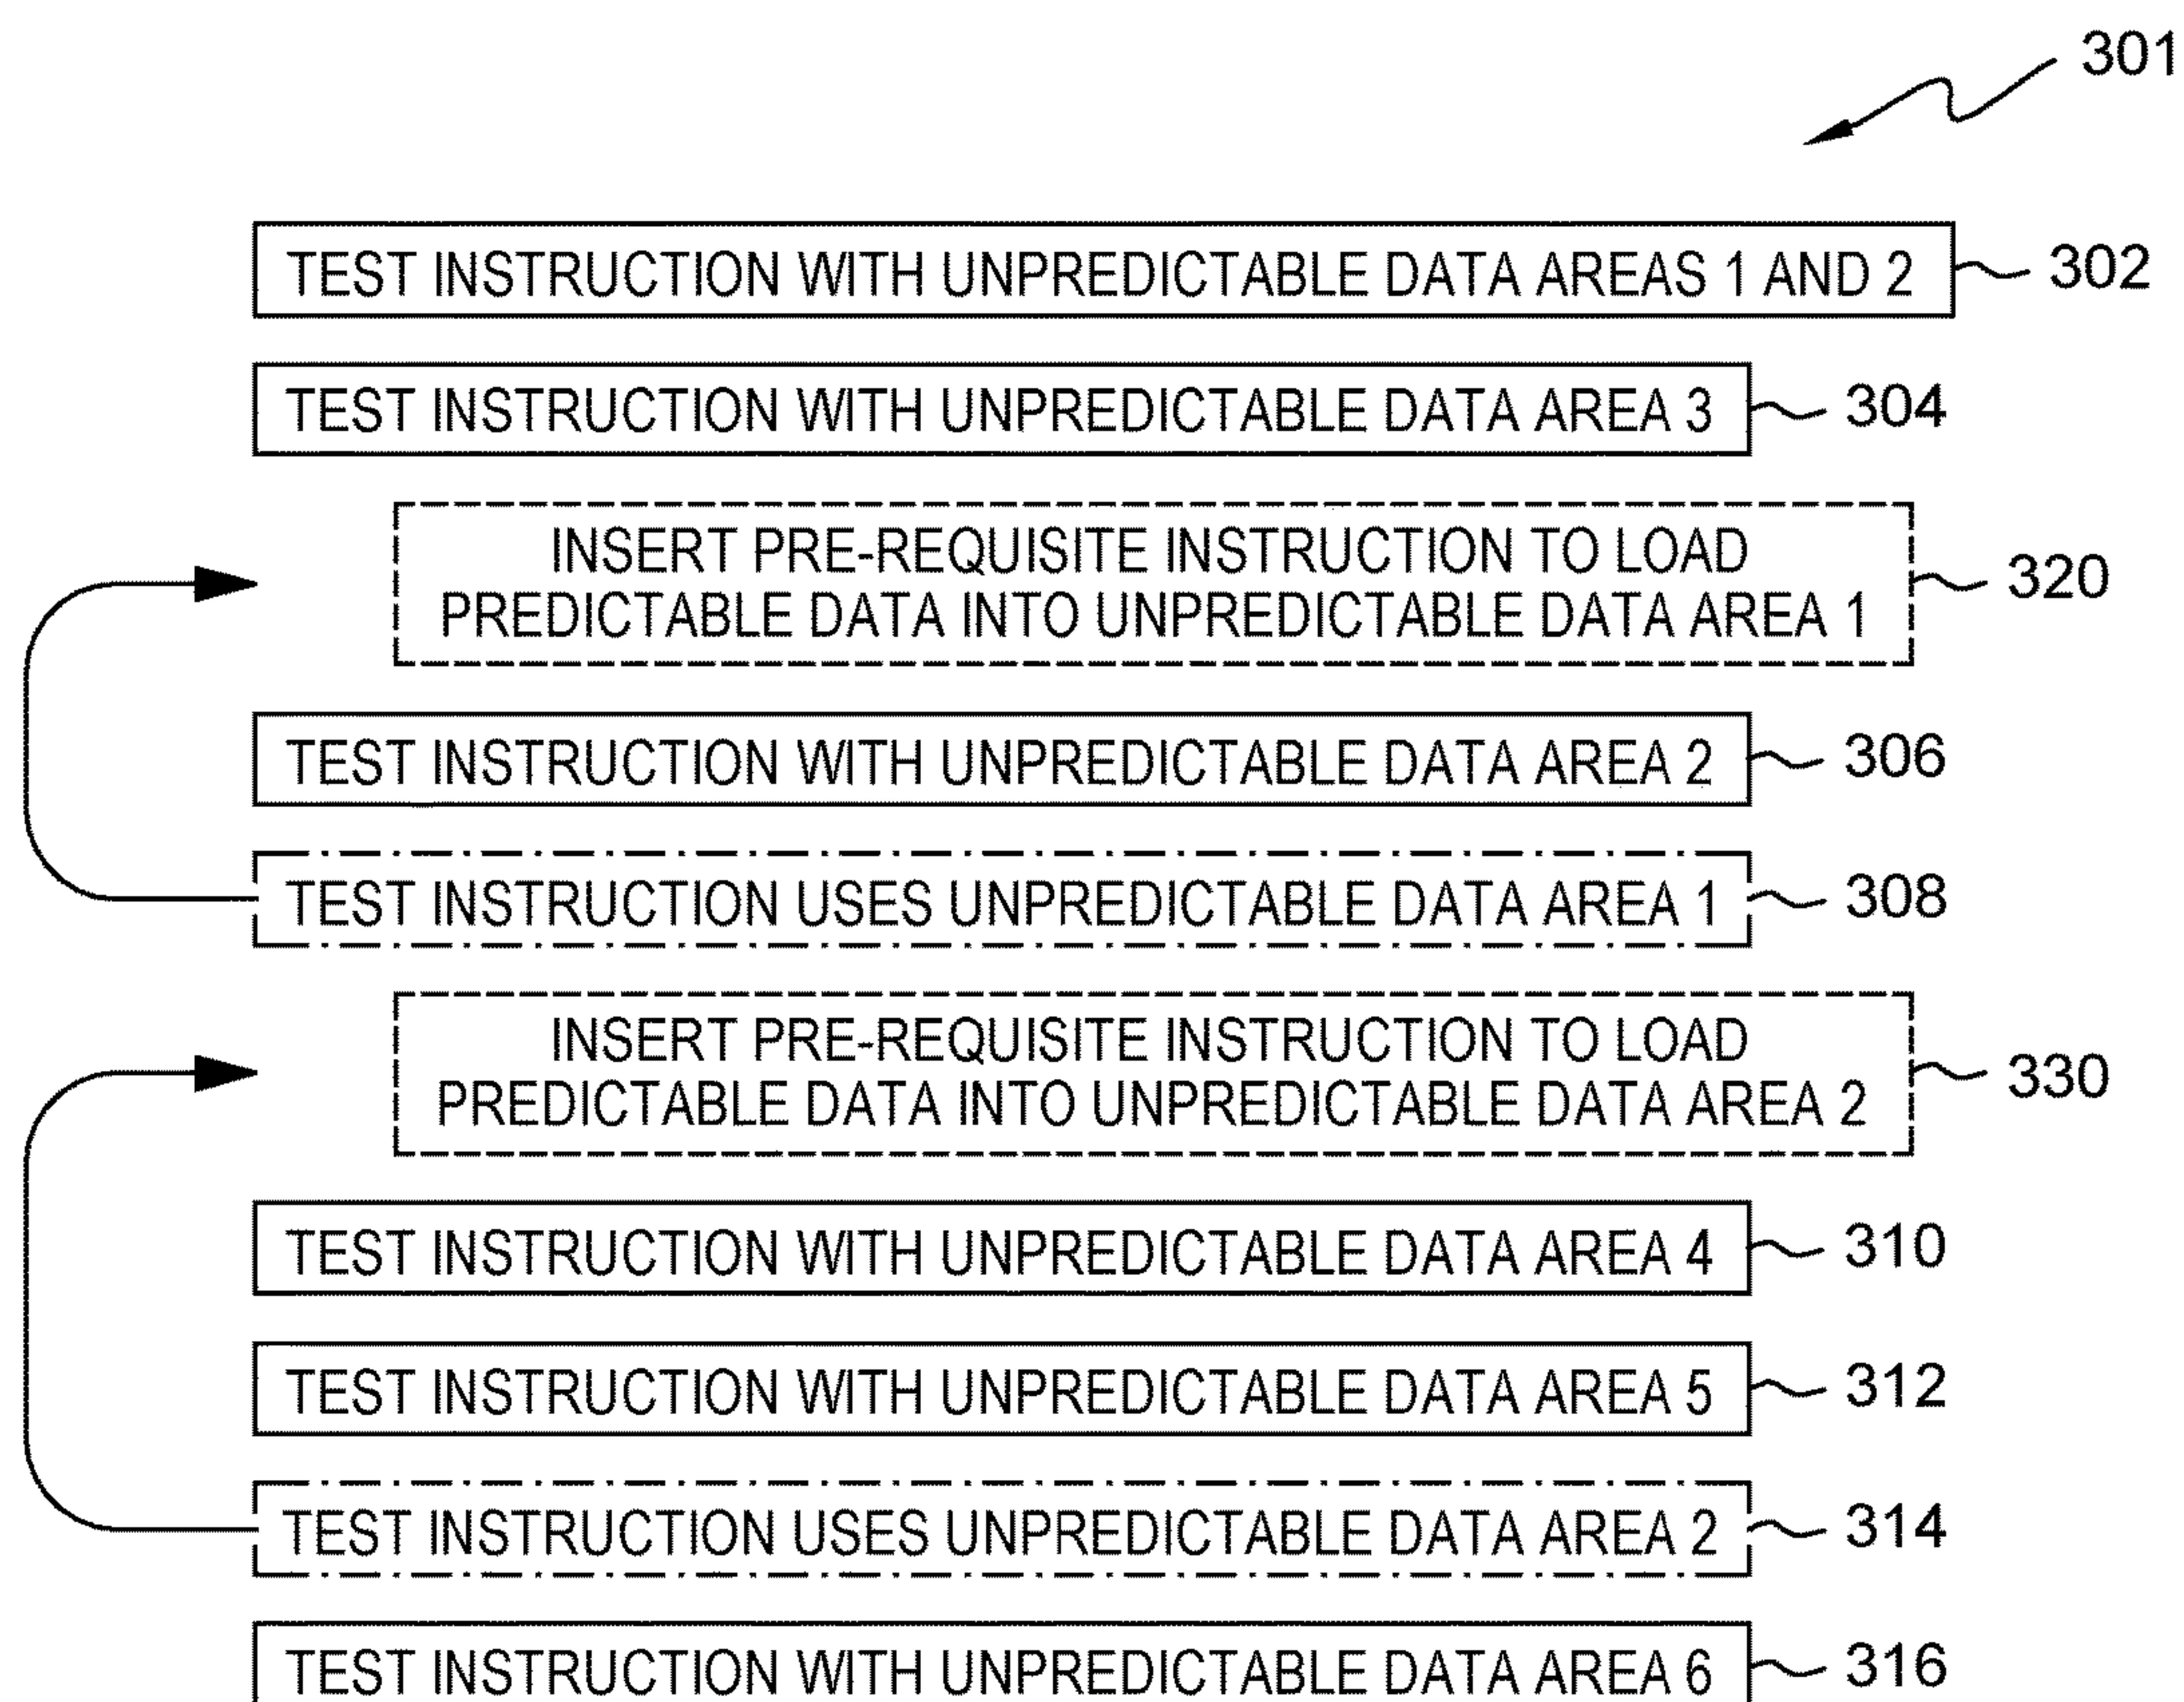 301
TEST INSTRUCTION WITH UNPREDICTABLE DATA AREAS 1 AND 2
302
TEST INSTRUCTION WITH UNPREDICTABLE DATA AREA 3
304
INSERT PRE-REQUISITE INSTRUCTION TO LOAD
PREDICTABLE DATA INTO UNPREDICTABLE DATA AREA 1
320
TEST INSTRUCTION WITH UNPREDICTABLE DATA AREA 2
306
TEST INSTRUCTION USES UNPREDICTABLE DATA AREA 1
308
INSERT PRE-REQUISITE INSTRUCTION TO LOAD
PREDICTABLE DATA INTO UNPREDICTABLE DATA AREA 2
330
TEST INSTRUCTION WITH UNPREDICTABLE DATA AREA 4
310
TEST INSTRUCTION WITH UNPREDICTABLE DATA AREA 5
312
TEST INSTRUCTION USES UNPREDICTABLE DATA AREA 2
314
TEST INSTRUCTION WITH UNPREDICTABLE DATA AREA 6
316